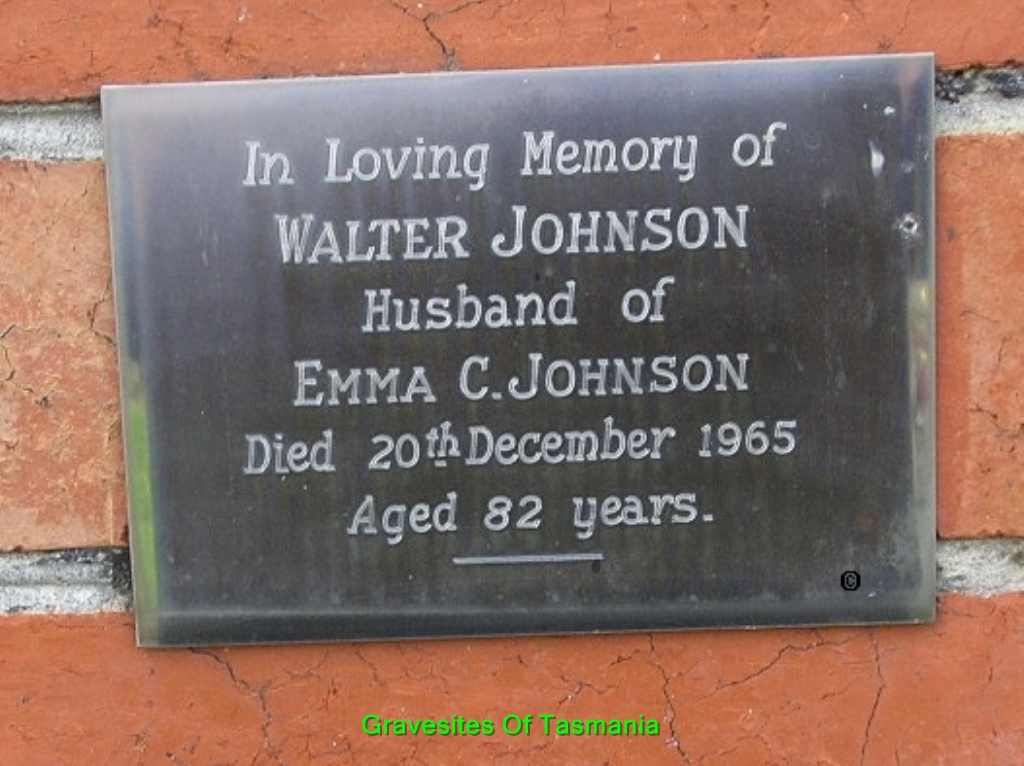 In Loving Memory of
WALTER JOHNSON
Husband of
EMMA C. JOHNSON
Died 20th December 1965
Aged 82 years.
©
Gravesites Of Tasmania